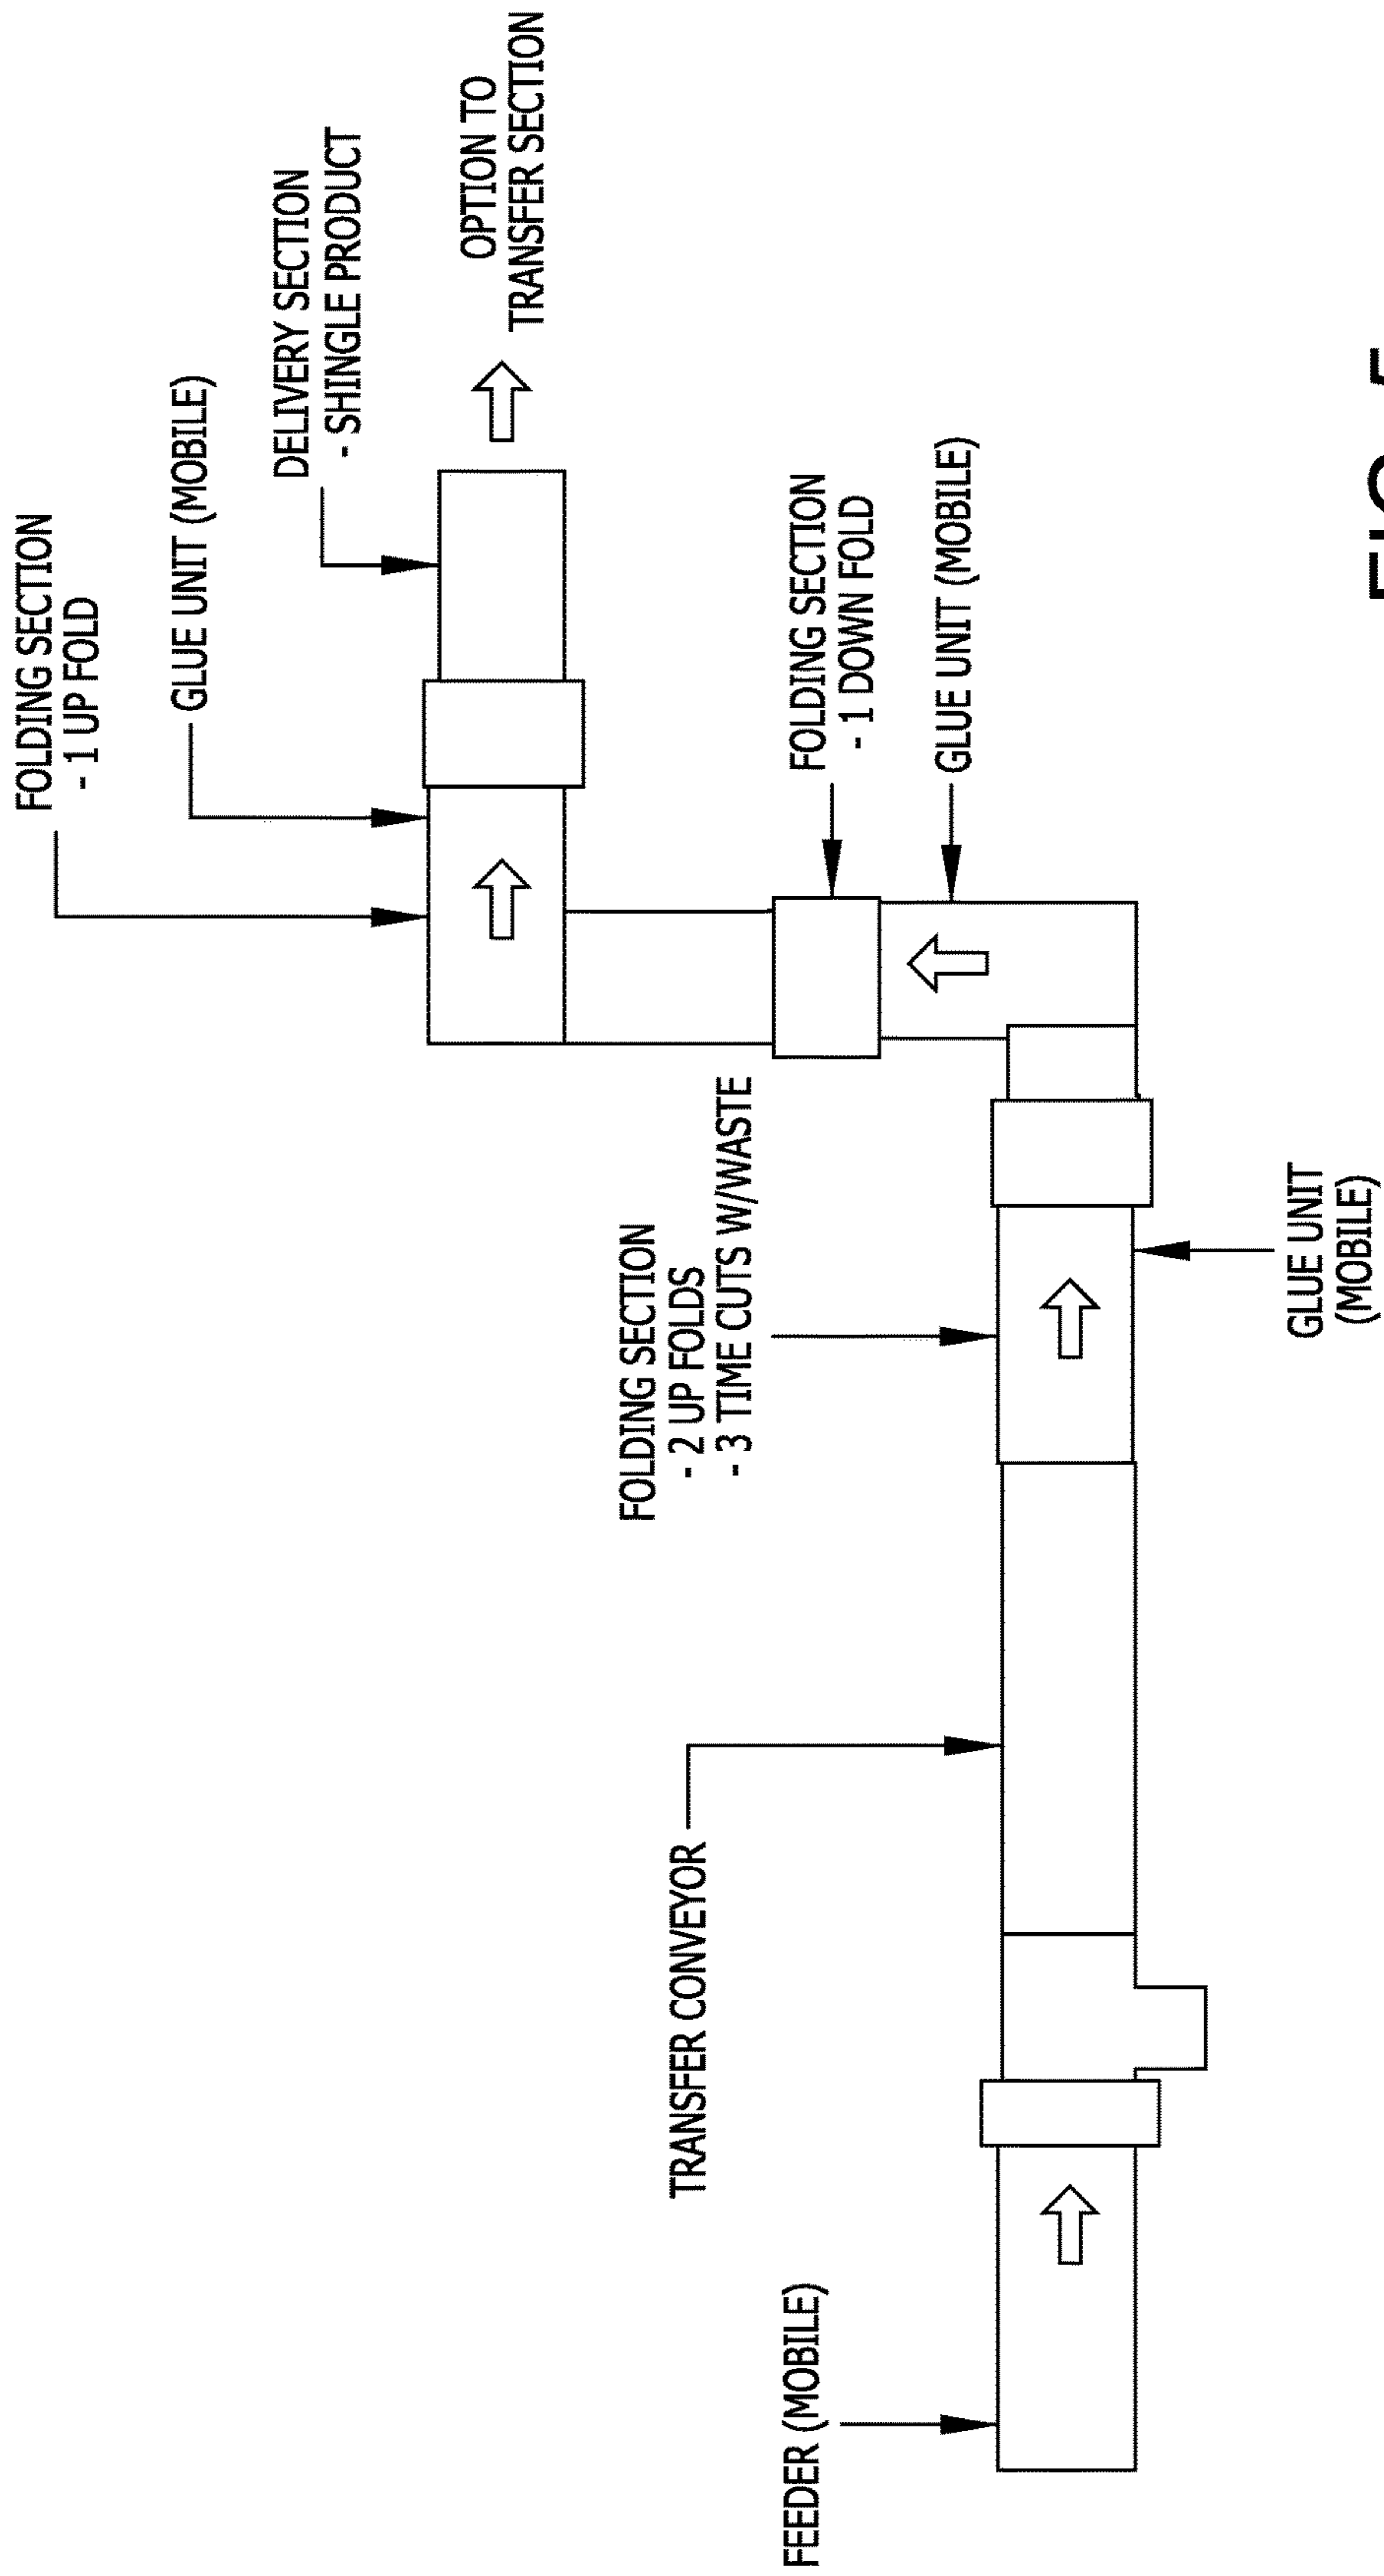 FOLDING SECTION
- 1 UP FOLD
GLUE UNIT (MOBILE)
DELIVERY SECTION
- SHINGLE PRODUCT
OPTION TO
TRANSFER SECTION
FOLDING SECTION
- 2 UP FOLDS
- 3 TIME CUTS W/WASTE
TRANSFER CONVEYOR
FEEDER (MOBILE)
FOLDING SECTION
- 1 DOWN FOLD
GLUE UNIT (MOBILE)
GLUE UNIT
(MOBILE)